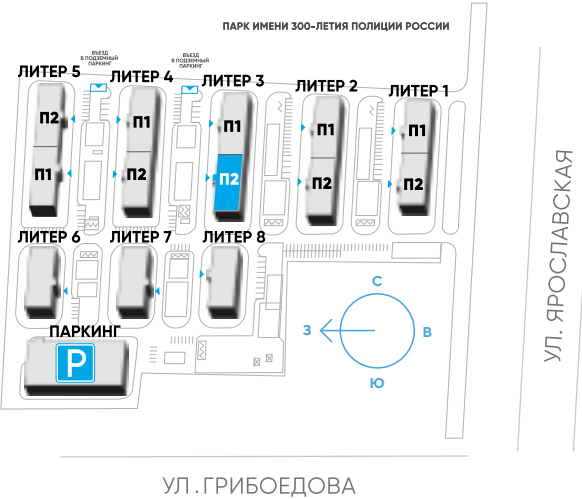 ПАРК ИМЕНИ 300-ЛЕТИЯ ПОЛИЦИИ РОССИИ
ВЪЕЗД
В ПОДЗЕМНЫЙ
ПАРКИНГ
ВЪЕЗД
В ПОДЗЕМНЫЙ
ПАРКИНГ
ЛИТЕР 5
ЛИТЕР 4
ЛИТЕР 3
ЛИТЕР 2
ЛИТЕР 1
П2
П1
П1
П2
П1
П2
П1
П2
П1
П2
ЛИТЕР 6
ЛИТЕР 7
ЛИТЕР 8
ПАРКИНГ
P
С
З
В
Ю
УЛ. ЯРОСЛАВСКАЯ
УЛ. ГРИБОЕДОВА